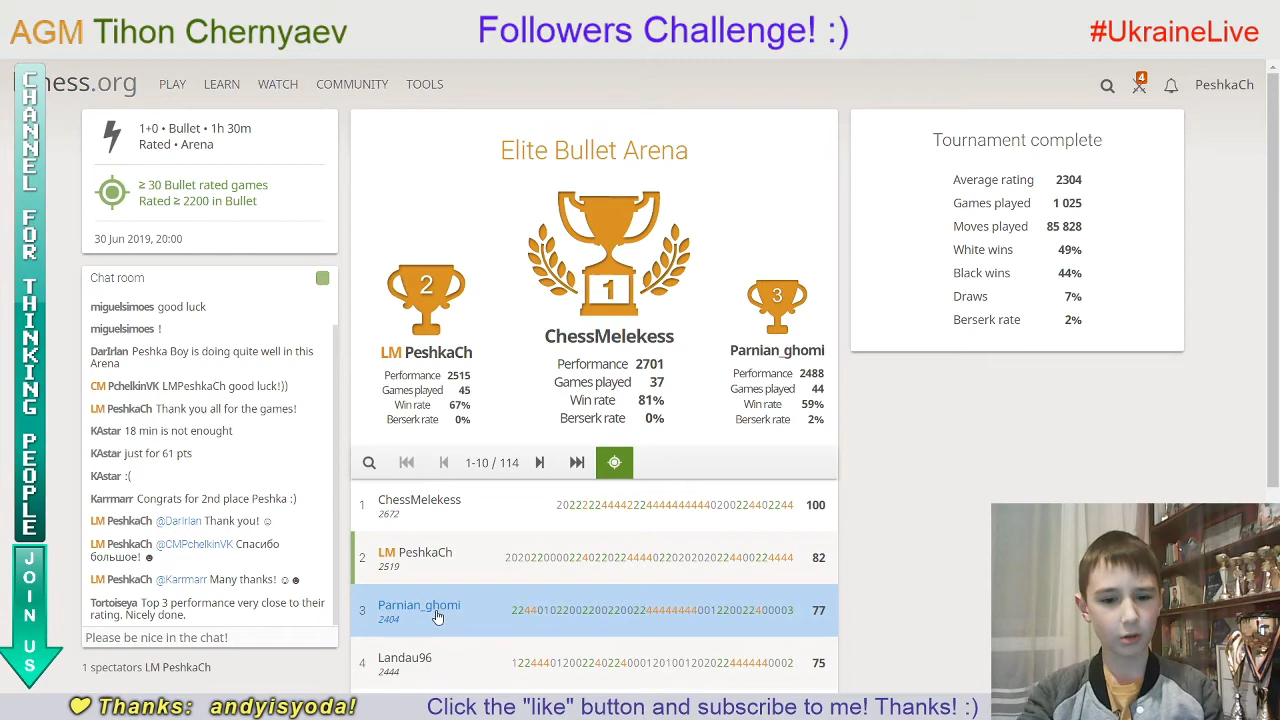 AGM Tihon Chernyaev
Followers Challenge! :)
#UkraineLive
CHANNEL FOR THINKING PEOPLE
JOIN US
hess.org
PLAY
LEARN
WATCH
COMMUNITY
TOOLS
4
PeshkaCh
1+0 • Bullet • 1h 30m
Rated • Arena
≥ 30 Bullet rated games
Rated ≥ 2200 in Bullet
30 Jun 2019, 20:00
Chat room
miguelsimoes good luck
miguelsimoes !
DarIrlan Peshka Boy is doing quite well in this
Arena
CM PchelkinVK LMPeshkaCh good luck!))
LM PeshkaCh Thank you all for the games!
KAstar 18 min is not enought
KAstar just for 61 pts
KAstar :(
Karrmarr Congrats for 2nd place Peshka :)
LM PeshkaCh @DarIrlan Thank you! ☺
LM PeshkaCh @CMPchelkinVK Спасибо
большое! ☻
LM PeshkaCh @Karrmarr Many thanks! ☺☻
Tortoiseya Top 3 performance very close to their
rating. Nicely done.
Please be nice in the chat!
1 spectators LM PeshkaCh
Elite Bullet Arena
2
1
3
LM PeshkaCh
Performance 2515
Games played 45
Win rate 67%
Berserk rate 0%
ChessMelekess
Performance 2701
Games played 37
Win rate 81%
Berserk rate 0%
Parnian_ghomi
Performance 2488
Games played 44
Win rate 59%
Berserk rate 2%
1-10 / 114
1 ChessMelekess 100
2672
2 LM PeshkaCh 82
2519
3 Parnian_ghomi 77
2404
4 Landau96 75
2444
Tournament complete
Average rating 2304
Games played 1 025
Moves played 85 828
White wins 49%
Black wins 44%
Draws 7%
Berserk rate 2%
Thanks: andyisyoda!
Click the "like" button and subscribe to me! Thanks! :)